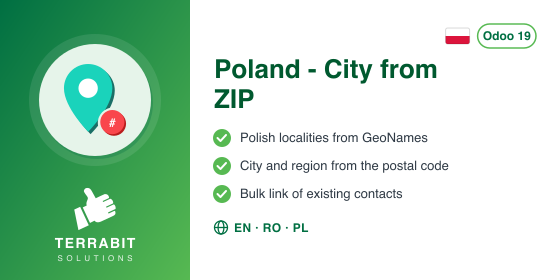 Odoo 19
Poland - City from
ZIP
Polish localities from GeoNames
City and region from the postal code
Bulk link of existing contacts
EN · RO · PL
#
TERRABIT
SOLUTIONS